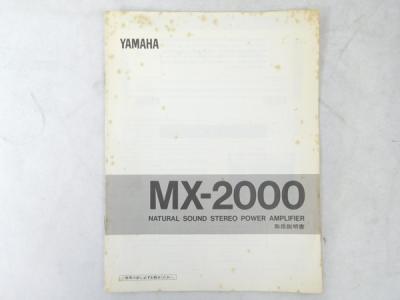 YAMAHA
MX-2000
NATURAL SOUND STEREO POWER AMPLIFIER
取扱説明書